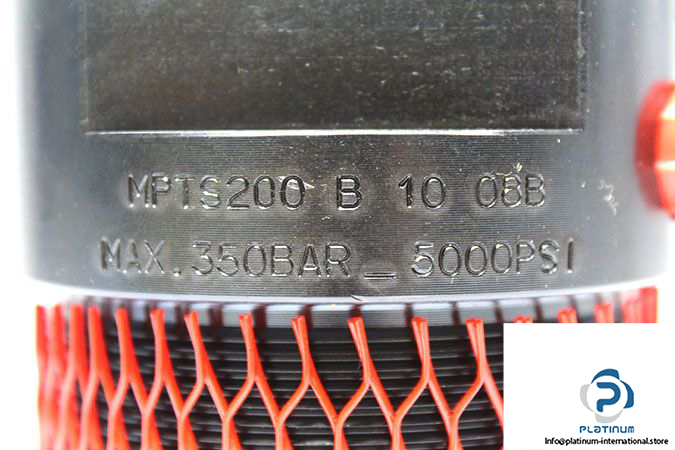 MPTS200 B 10 08B
MAX.350BAR_5000PSI
PLATINUM
info@platinum-international.store